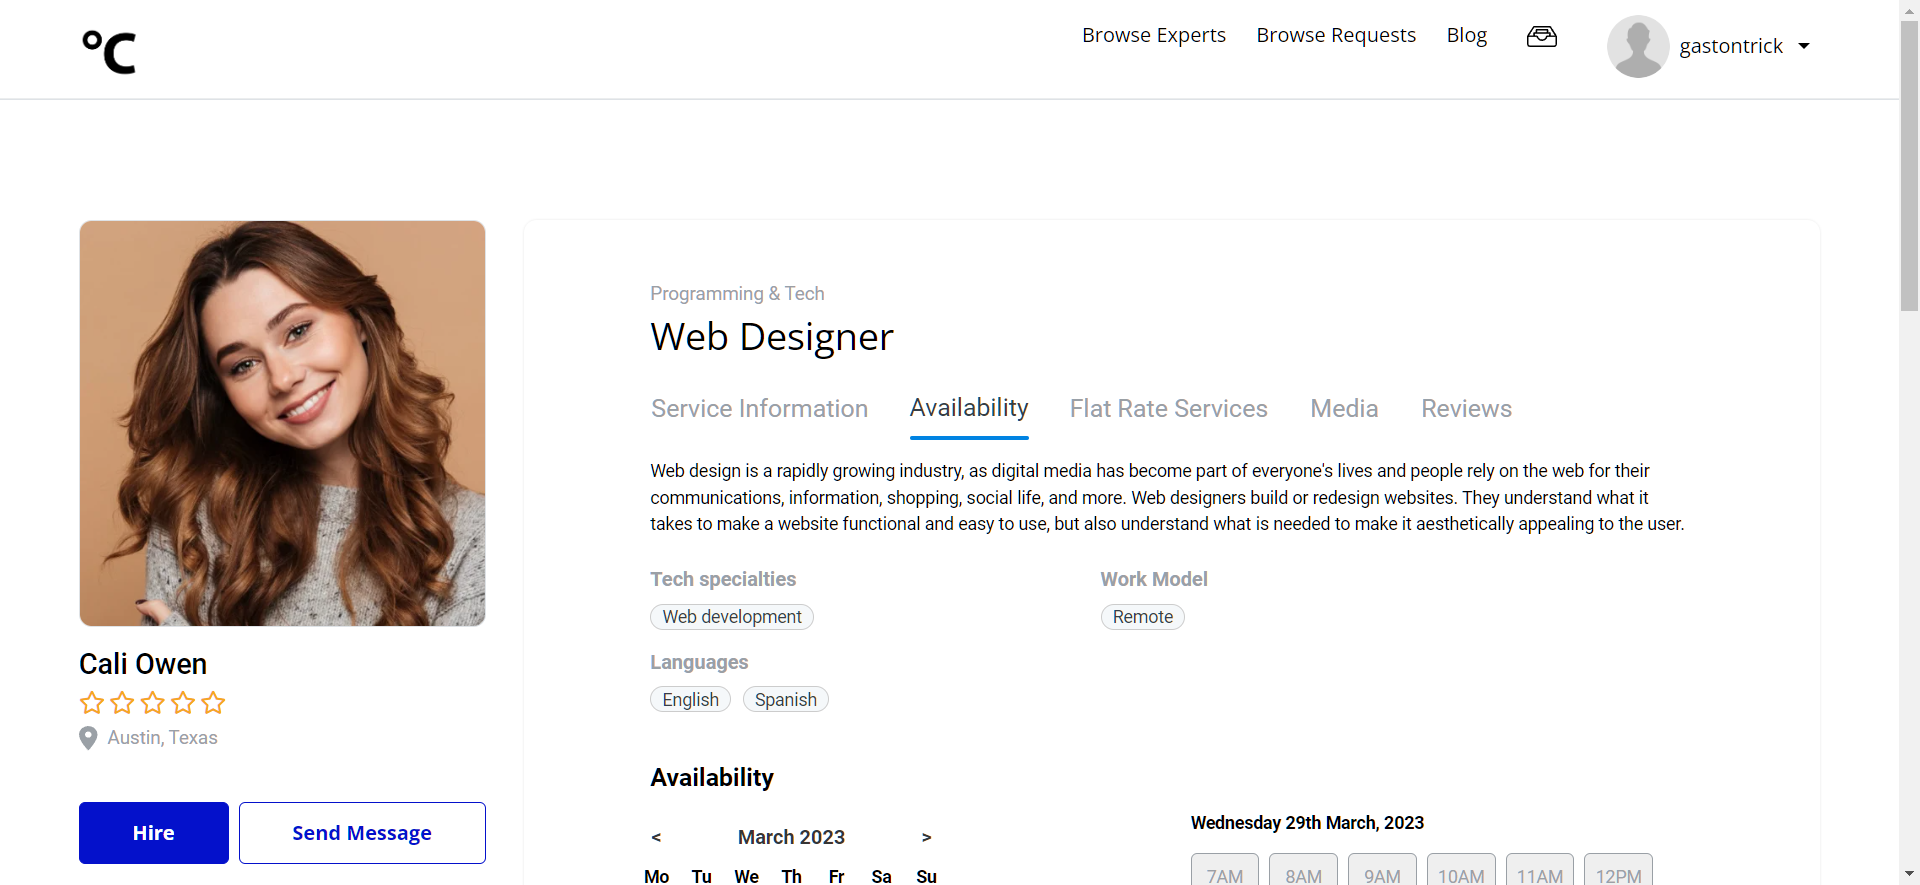 °C
Browse Experts Browse Requests Blog gastontrick
Programming & Tech
Web Designer
Service Information Availability Flat Rate Services Media Reviews
Web design is a rapidly growing industry, as digital media has become part of everyone's lives and people rely on the web for their
communications, information, shopping, social life, and more. Web designers build or redesign websites. They understand what it
takes to make a website functional and easy to use, but also understand what is needed to make it aesthetically appealing to the user.
Tech specialties Work Model
Web development Remote
Languages
English Spanish
Cali Owen
Austin, Texas
Hire Send Message
Availability
< March 2023 >
Mo Tu We Th Fr Sa Su
Wednesday 29th March, 2023
7AM 8AM 9AM 10AM 11AM 12PM